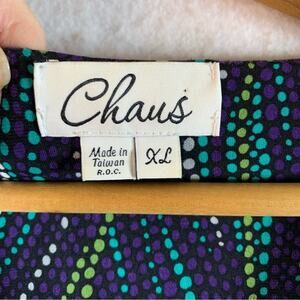 Chaus
Made in
Taiwan
R.O.C.
XL